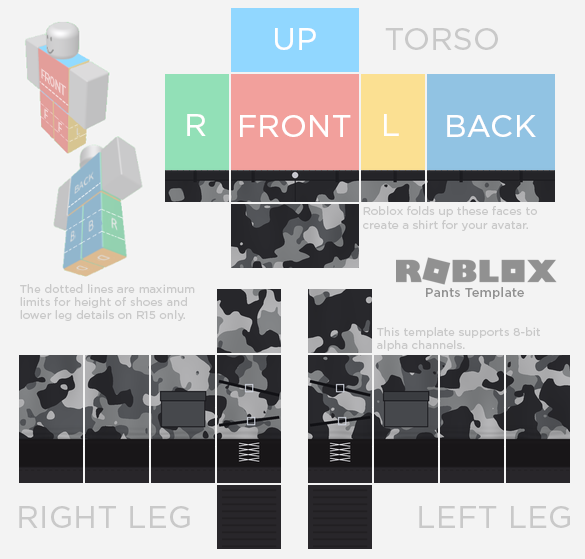 UP
TORSO
FRONT
R
FRONT
L
BACK
BACK
R
B
B
Roblox folds up these faces to
create a shirt for your avatar.
ROBLOX
Pants Template
The dotted lines are maximum
limits for height of shoes and
lower leg details on R15 only.
This template supports 8-bit
alpha channels.
RIGHT LEG
LEFT LEG